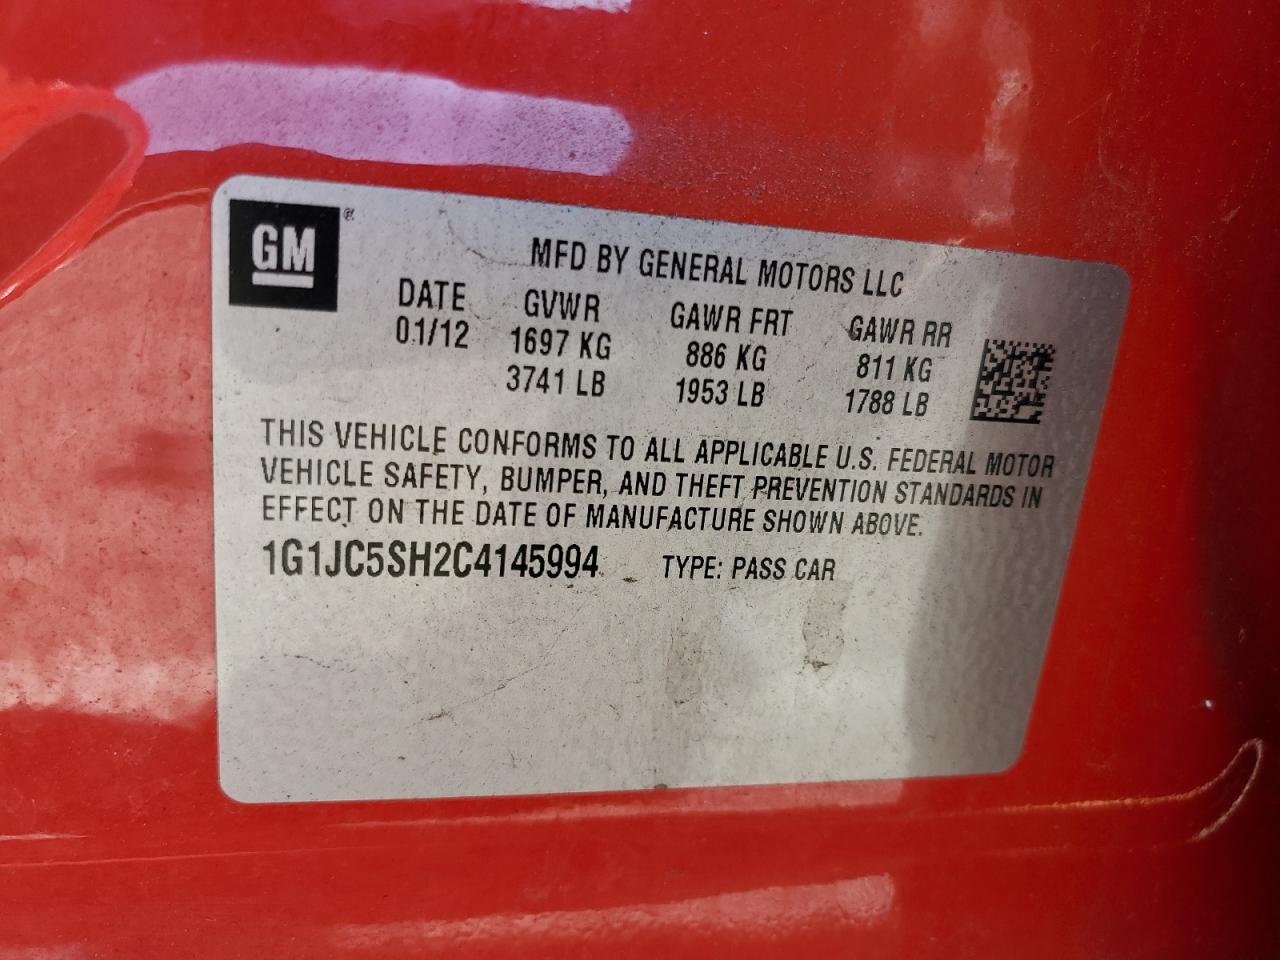 GM ®
MFD BY GENERAL MOTORS LLC
DATE GVWR GAWR FRT GAWR RR
01/12 1697 KG 886 KG 811 KG
3741 LB 1953 LB 1788 LB
THIS VEHICLE CONFORMS TO ALL APPLICABLE U.S. FEDERAL MOTOR
VEHICLE SAFETY, BUMPER, AND THEFT PREVENTION STANDARDS IN
EFFECT ON THE DATE OF MANUFACTURE SHOWN ABOVE.
1G1JC5SH2C4145994 TYPE: PASS CAR